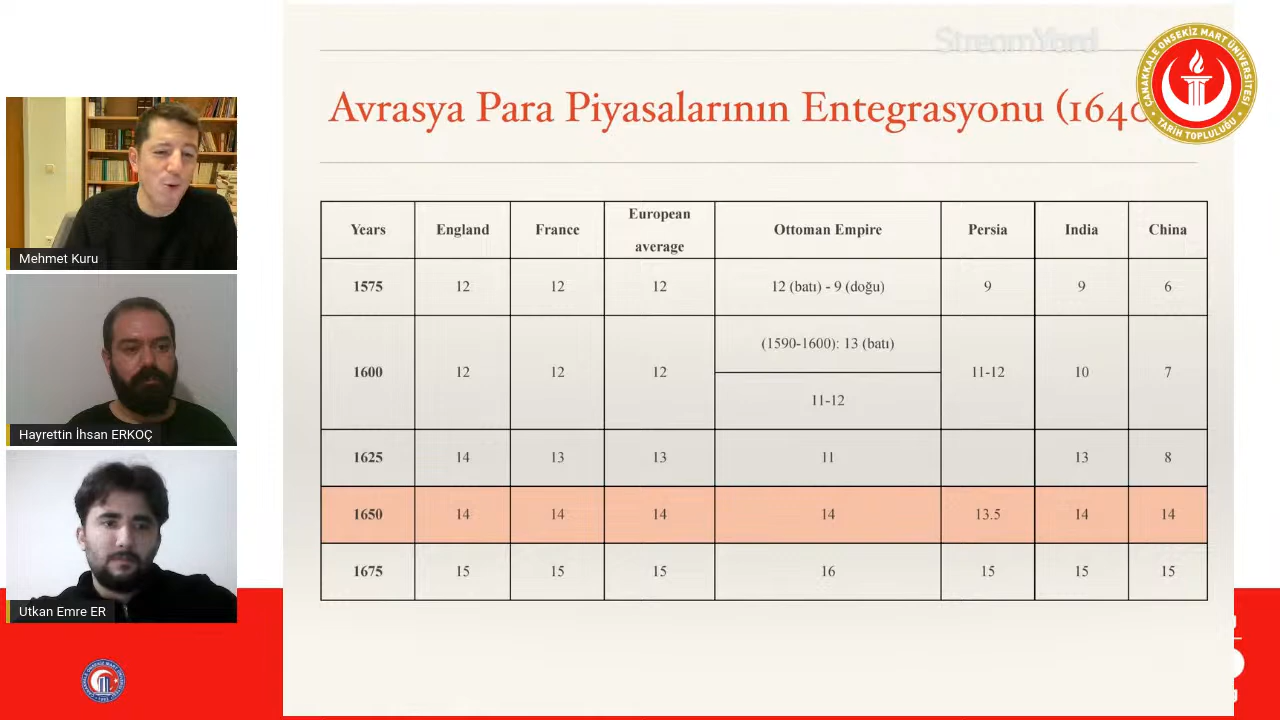 StreamYard
Avrasya Para Piyasalarının Entegrasyonu (1640
ÇANAKKALE ONSEKİZ MART ÜNİVERSİTESİ
TARİH TOPLULUĞU
Mehmet Kuru
Hayrettin İhsan ERKOÇ
Utkan Emre ER
Years England France European average Ottoman Empire Persia India China
1575 12 12 12 12 (batı) - 9 (doğu) 9 9 6
1600 12 12 12 (1590-1600): 13 (batı) 11-12 10 7
11-12
1625 14 13 13 11 13 8
1650 14 14 14 14 13.5 14 14
1675 15 15 15 16 15 15 15